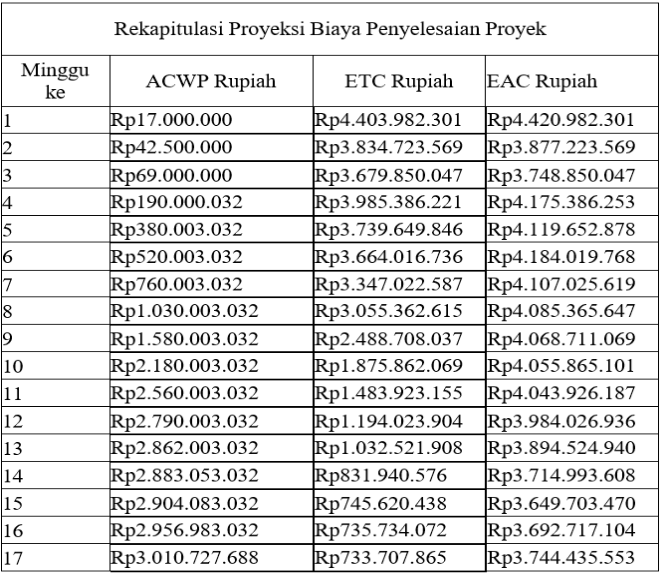 Rekapitulasi Proyeksi Biaya Penyelesaian Proyek
Minggu ke ACWP Rupiah ETC Rupiah EAC Rupiah
1 Rp17.000.000 Rp4.403.982.301 Rp4.420.982.301
2 Rp42.500.000 Rp3.834.723.569 Rp3.877.223.569
3 Rp69.000.000 Rp3.679.850.047 Rp3.748.850.047
4 Rp190.000.032 Rp3.985.386.221 Rp4.175.386.253
5 Rp380.003.032 Rp3.739.649.846 Rp4.119.652.878
6 Rp520.003.032 Rp3.664.016.736 Rp4.184.019.768
7 Rp760.003.032 Rp3.347.022.587 Rp4.107.025.619
8 Rp1.030.003.032 Rp3.055.362.615 Rp4.085.365.647
9 Rp1.580.003.032 Rp2.488.708.037 Rp4.068.711.069
10 Rp2.180.003.032 Rp1.875.862.069 Rp4.055.865.101
11 Rp2.560.003.032 Rp1.483.923.155 Rp4.043.926.187
12 Rp2.790.003.032 Rp1.194.023.904 Rp3.984.026.936
13 Rp2.862.003.032 Rp1.032.521.908 Rp3.894.524.940
14 Rp2.883.053.032 Rp831.940.576 Rp3.714.993.608
15 Rp2.904.083.032 Rp745.620.438 Rp3.649.703.470
16 Rp2.956.983.032 Rp735.734.072 Rp3.692.717.104
17 Rp3.010.727.688 Rp733.707.865 Rp3.744.435.553